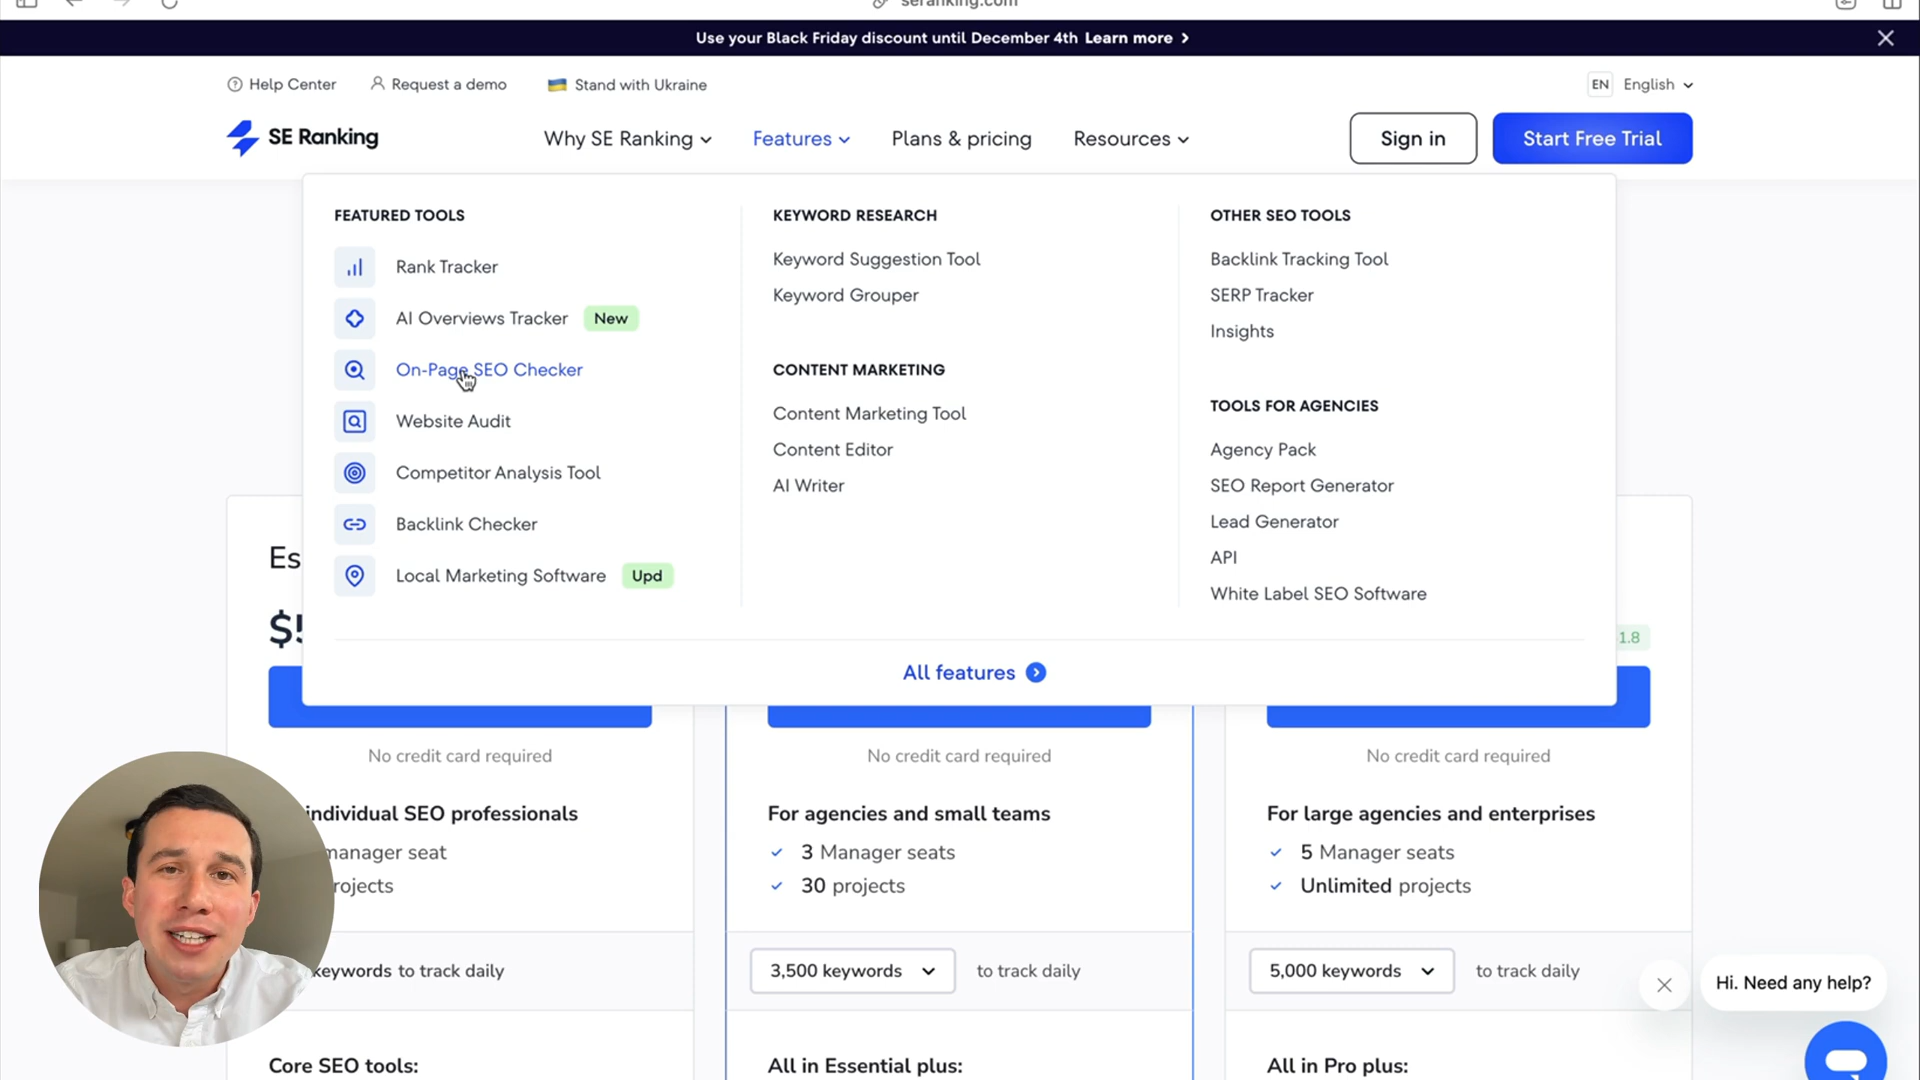 seranking.com
Use your Black Friday discount until December 4th Learn more
Help Center
Request a demo
Stand with Ukraine
EN English
SE Ranking
Why SE Ranking
Features
Plans & pricing
Resources
Sign in
Start Free Trial
FEATURED TOOLS
Rank Tracker
AI Overviews Tracker New
On-Page SEO Checker
Website Audit
Competitor Analysis Tool
Backlink Checker
Local Marketing Software Upd
KEYWORD RESEARCH
Keyword Suggestion Tool
Keyword Grouper
CONTENT MARKETING
Content Marketing Tool
Content Editor
AI Writer
OTHER SEO TOOLS
Backlink Tracking Tool
SERP Tracker
Insights
TOOLS FOR AGENCIES
Agency Pack
SEO Report Generator
Lead Generator
API
White Label SEO Software
All features
Es
$5
1.8
No credit card required
individual SEO professionals
manager seat
rojects
keywords to track daily
Core SEO tools:
No credit card required
For agencies and small teams
3 Manager seats
30 projects
3,500 keywords to track daily
All in Essential plus:
No credit card required
For large agencies and enterprises
5 Manager seats
Unlimited projects
5,000 keywords to track daily
All in Pro plus:
Hi. Need any help?